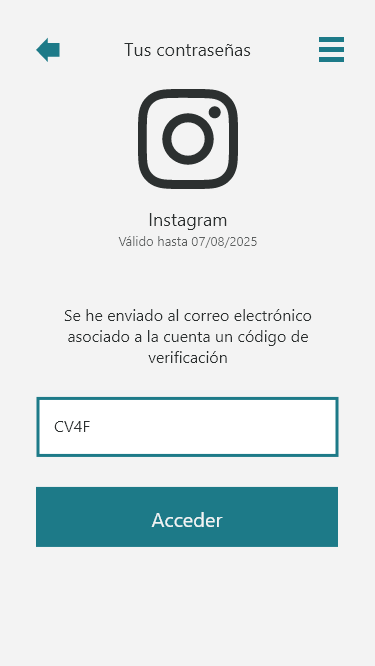 Tus contraseñas
Instagram
Válido hasta 07/08/2025
Se he enviado al correo electrónico
asociado a la cuenta un código de
verificación
CV4F
Acceder